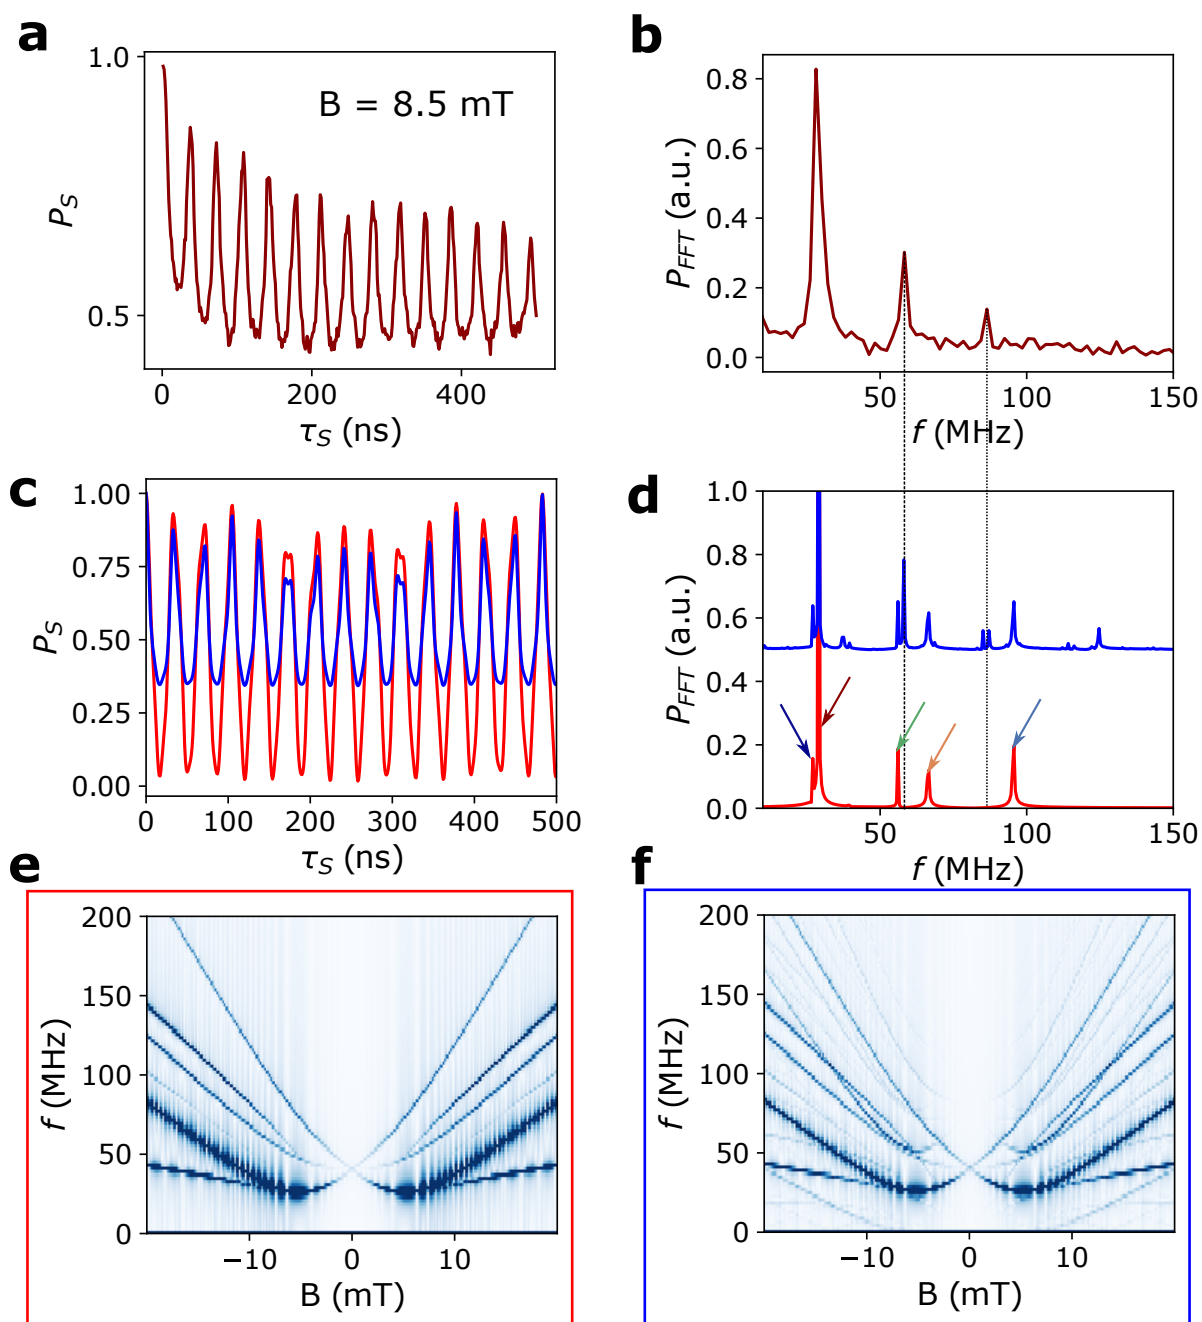 a
1.0
B = 8.5 mT
P_S
0.5
0 200 400
τ_S (ns)
b
0.8
0.6
P_FFT (a.u.)
0.4
0.2
0.0
50 100 150
f (MHz)
c
1.00
0.75
P_S
0.50
0.25
0.00
0 100 200 300 400 500
τ_S (ns)
d
1.0
0.8
0.6
P_FFT (a.u.)
0.4
0.2
0.0
50 100 150
f (MHz)
e
200
150
f (MHz)
100
50
0
−10 0 10
B (mT)
f
200
150
f (MHz)
100
50
0
−10 0 10
B (mT)